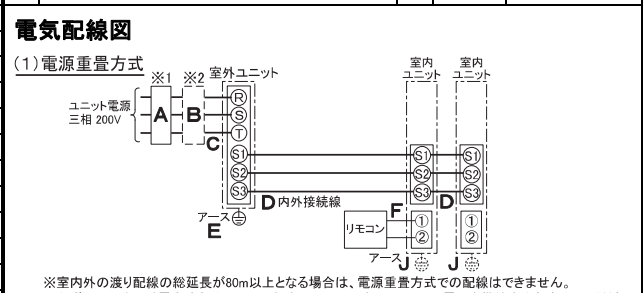 電気配線図
(1)電源重畳方式
※1 ※2 室外ユニット
室内ユニット
室内ユニット
ユニット電源
三相 200V
A
B
C
R
S
T
S1
S2
S3
S1
S2
S3
S1
S2
S3
D 内外接続線
D
アース
E
リモコン
F
①
②
①
②
アース J
J
※室内外の渡り配線の総延長が80m以上となる場合は、電源重畳方式での配線はできません。